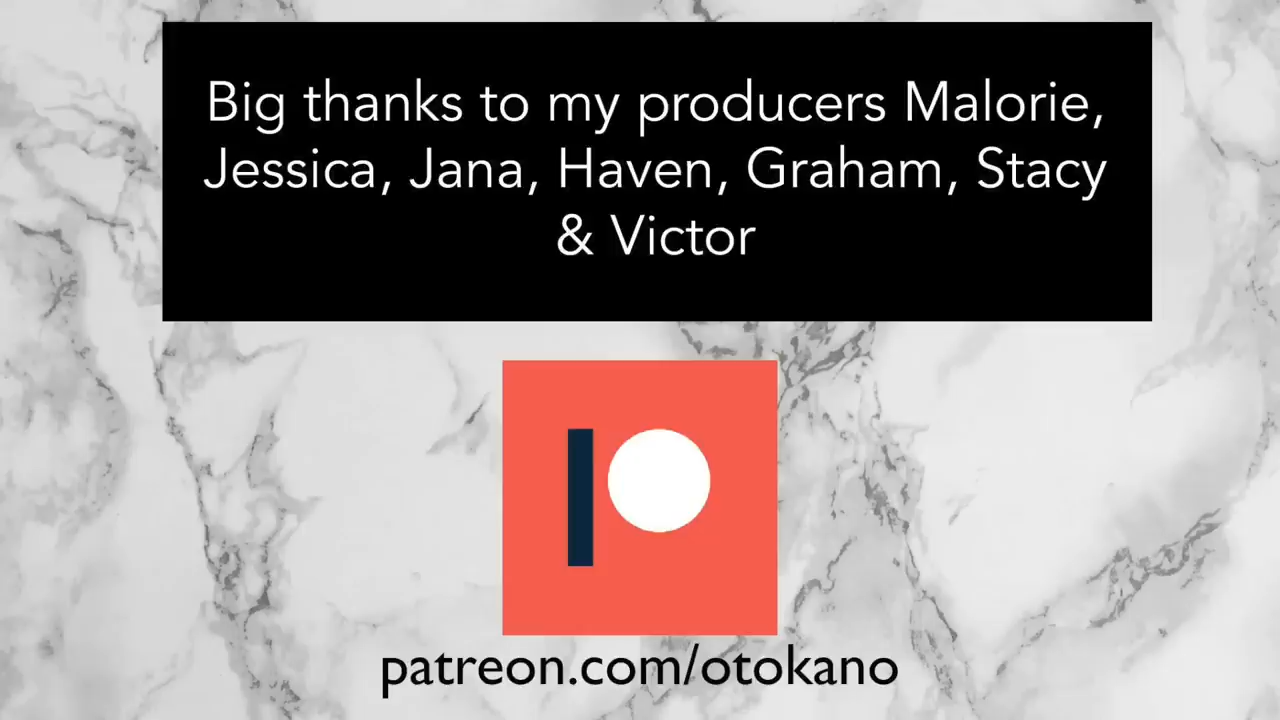 Big thanks to my producers Malorie,
Jessica, Jana, Haven, Graham, Stacy
& Victor
patreon.com/otokano